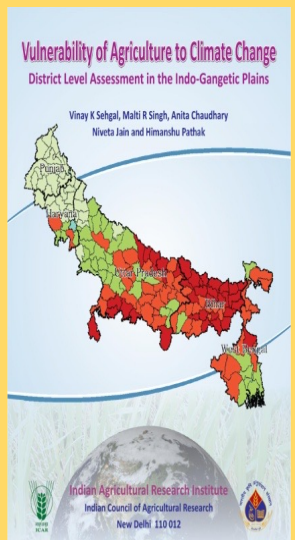 Vulnerability of Agriculture to Climate Change
District Level Assessment in the Indo-Gangetic Plains
Vinay K Sehgal, Malti R Singh, Anita Chaudhary
Niveta Jain and Himanshu Pathak
Punjab
Haryana
Uttar Pradesh
Bihar
West Bengal
Indian Agricultural Research Institute
Indian Council of Agricultural Research
New Delhi 110 012
ICAR